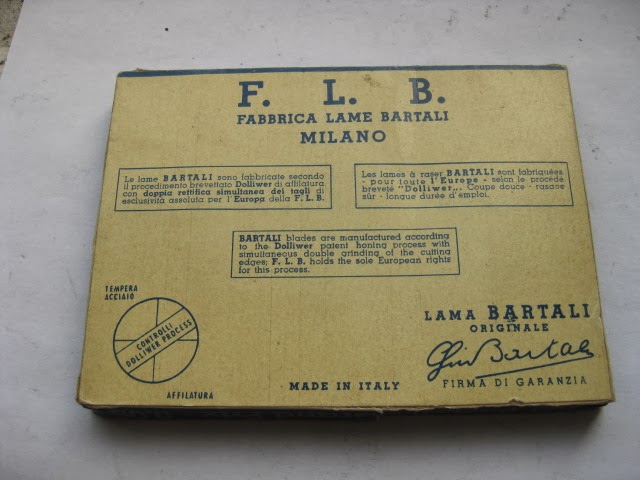 F. L. B.
FABBRICA LAME BARTALI
MILANO
Le lame BARTALI sono fabbricate secondo
il procedimento brevettato Dolliwer di affilatura
con doppia rettifica simultanea dei tagli di
esclusività assoluta per l'Europa della F. L. B.
Les lames à raser BARTALI sont fabriquées
- pour toute l'Europe - selon le procédé
breveté "Dolliwer„. Coupe douce - rasage
sûr - longue durée d'emploi.
BARTALI blades are manufactured according
to the Dolliwer patent honing process with
simultaneous double grinding of the cutting
edges; F. L. B. holds the sole European rights
for this process.
TEMPERA
ACCIAIO
CONTROLLI
DOLLIWER PROCESS
AFFILATURA
MADE IN ITALY
LAMA BARTALI
ORIGINALE
Gino Bartali
FIRMA DI GARANZIA